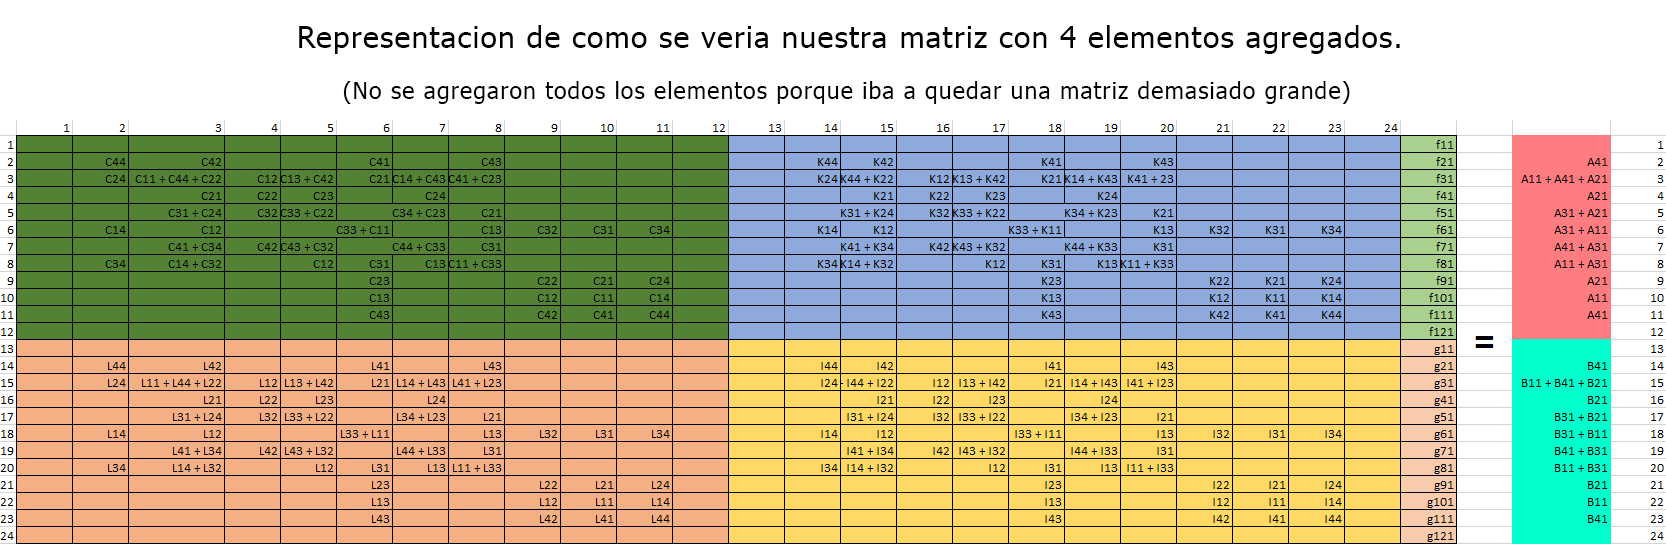 Representacion de como se veria nuestra matriz con 4 elementos agregados.
(No se agregaron todos los elementos porque iba a quedar una matriz demasiado grande)
1 2 3 4 5 6 7 8 9 10 11 12 13 14 15 16 17 18 19 20 21 22 23 24
1 f11 1
2 C44 C42 C41 C43 K44 K42 K41 K43 f21 A41 2
3 C24 C11 + C44 + C22 C12 C13 + C42 C21 C14 + C43 C41 + C23 K24 K44 + K22 K12 K13 + K42 K21 K14 + K43 K41 + 23 f31 A11 + A41 + A21 3
4 C21 C22 C23 C24 K21 K22 K23 K24 f41 A21 4
5 C31 + C24 C32 C33 + C22 C34 + C23 C21 K31 + K24 K32 K33 + K22 K34 + K23 K21 f51 A31 + A21 5
6 C14 C12 C33 + C11 C13 C32 C31 C34 K14 K12 K33 + K11 K13 K32 K31 K34 f61 A31 + A11 6
7 C41 + C34 C42 C43 + C32 C44 + C33 C31 K41 + K34 K42 K43 + K32 K44 + K33 K31 f71 A41 + A31 7
8 C34 C14 + C32 C12 C31 C13 C11 + C33 K34 K14 + K32 K12 K31 K13 K11 + K33 f81 A11 + A31 8
9 C23 C22 C21 C24 K23 K22 K21 K24 f91 A21 9
10 C13 C12 C11 C14 K13 K12 K11 K14 f101 A11 10
11 C43 C42 C41 C44 K43 K42 K41 K44 f111 A41 11
12 f121 12
=
13 g11 13
14 L44 L42 L41 L43 I44 I42 I41 I43 g21 B41 14
15 L24 L11 + L44 + L22 L12 L13 + L42 L21 L14 + L43 L41 + L23 I24 I44 + I22 I12 I13 + I42 I21 I14 + I43 I41 + I23 g31 B11 + B41 + B21 15
16 L21 L22 L23 L24 I21 I22 I23 I24 g41 B21 16
17 L31 + L24 L32 L33 + L22 L34 + L23 L21 I31 + I24 I32 I33 + I22 I34 + I23 I21 g51 B31 + B21 17
18 L14 L12 L33 + L11 L13 L32 L31 L34 I14 I12 I33 + I11 I13 I32 I31 I34 g61 B31 + B11 18
19 L41 + L34 L42 L43 + L32 L44 + L33 L31 I41 + I34 I42 I43 + I32 I44 + I33 I31 g71 B41 + B31 19
20 L34 L14 + L32 L12 L31 L13 L11 + L33 I34 I14 + I32 I12 I31 I13 I11 + I33 g81 B11 + B31 20
21 L23 L22 L21 L24 I23 I22 I21 I24 g91 B21 21
22 L13 L12 L11 L14 I13 I12 I11 I14 g101 B11 22
23 L43 L42 L41 L44 I43 I42 I41 I44 g111 B41 23
24 g121 24